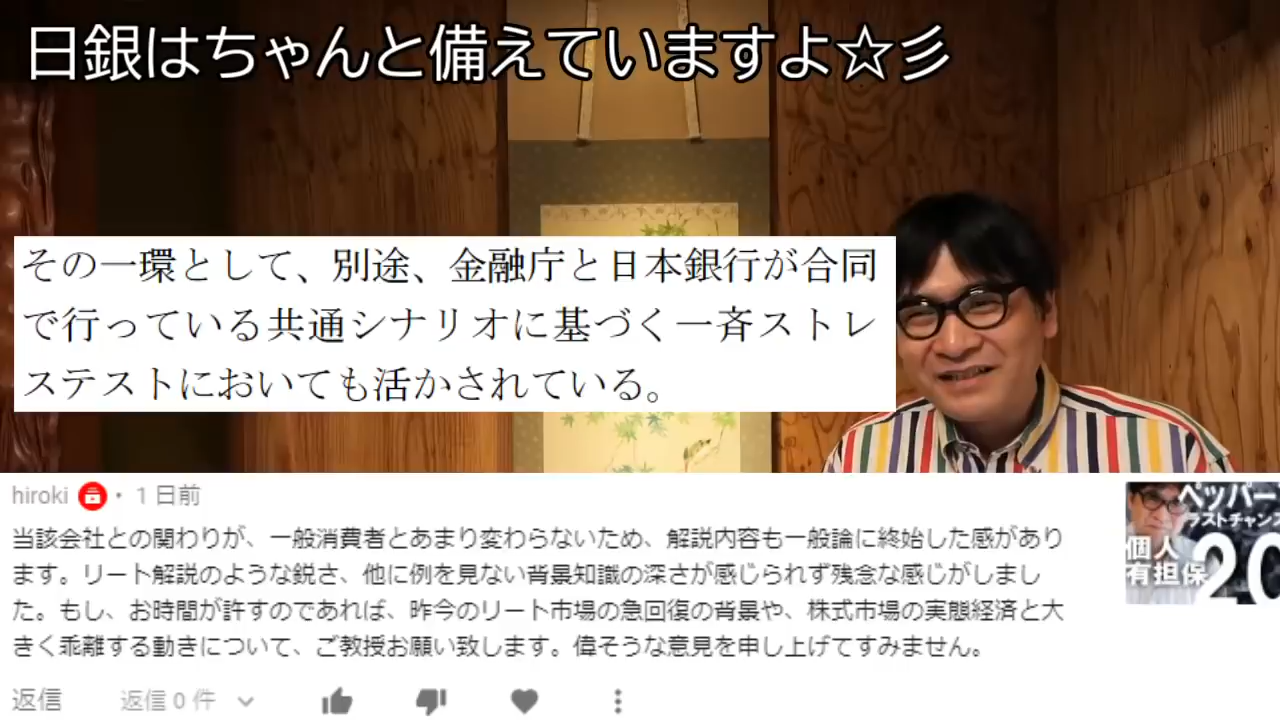 日銀はちゃんと備えていますよ☆彡
その一環として、別途、金融庁と日本銀行が合同
で行っている共通シナリオに基づく一斉ストレ
ステストにおいても活かされている。
hiroki ・ 1 日前
当該会社との関わりが、一般消費者とあまり変わらないため、解説内容も一般論に終始した感があり
ます。リート解説のような鋭さ、他に例を見ない背景知識の深さが感じられず残念な感じがしまし
た。もし、お時間が許すのであれば、昨今のリート市場の急回復の背景や、株式市場の実態経済と大
きく乖離する動きについて、ご教授お願い致します。偉そうな意見を申し上げてすみません。
返信 返信 0 件
ペッパー
ラストチャン
個人
有担保
20